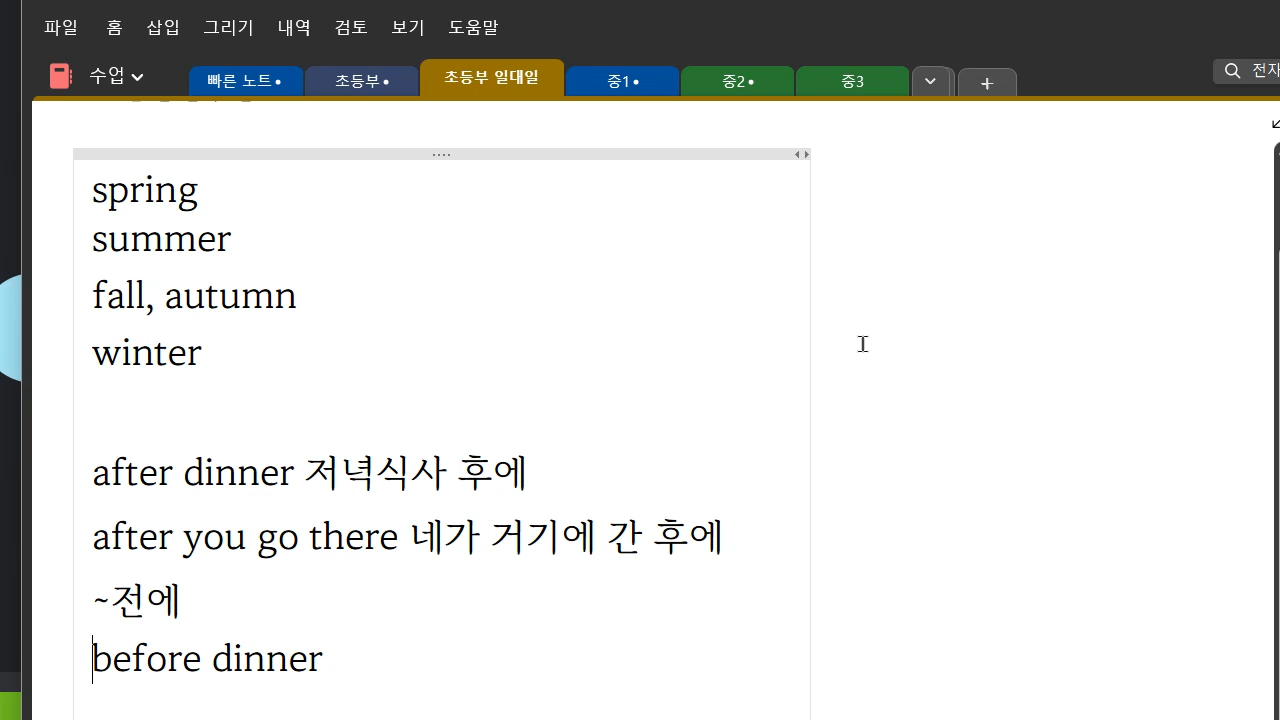 파일 홈 삽입 그리기 내역 검토 보기 도움말
수업 빠른 노트 초등부 초등부 일대일 중1 중2 중3 +
spring
summer
fall, autumn
winter
after dinner 저녁식사 후에
after you go there 네가 거기에 간 후에
~전에
before dinner